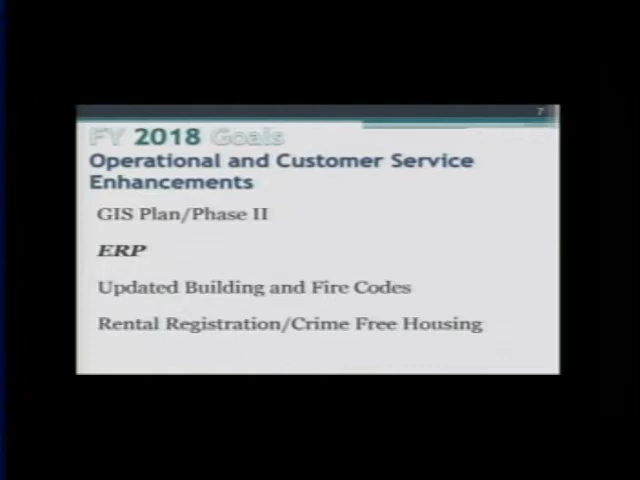 7
FY 2018 Goals
Operational and Customer Service
Enhancements
GIS Plan/Phase II
ERP
Updated Building and Fire Codes
Rental Registration/Crime Free Housing